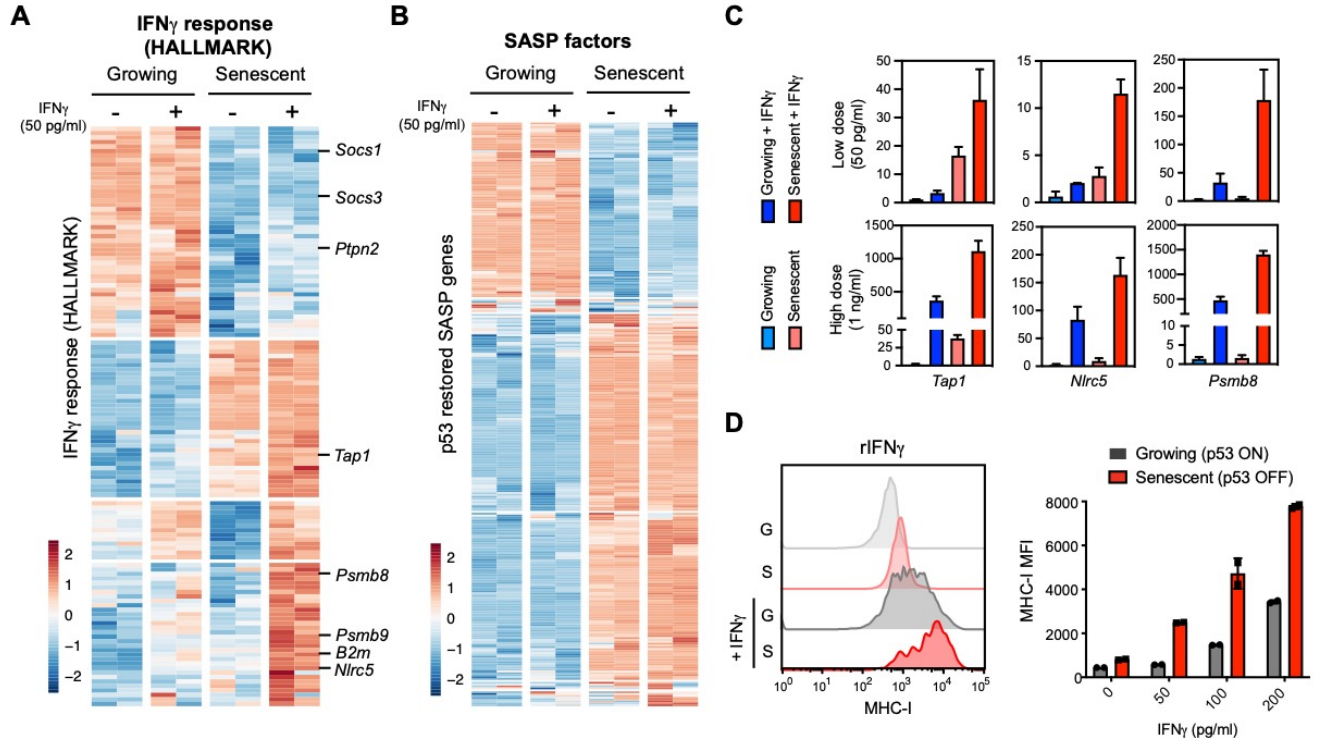 A
IFNγ response
(HALLMARK)
Growing Senescent
IFNγ
(50 pg/ml)
- + - +
IFNγ response (HALLMARK)
Socs1
Socs3
Ptpn2
Tap1
Psmb8
Psmb9
B2m
Nlrc5
2
1
0
−1
−2
B
SASP factors
Growing Senescent
IFNγ
(50 pg/ml)
- + - +
p53 restored SASP genes
2
1
0
−1
−2
C
Growing + IFNγ
Senescent + IFNγ
Growing
Senescent
Low dose
(50 pg/ml)
50
40
30
20
10
0
15
10
5
0
250
200
150
100
50
0
High dose
(1 ng/ml)
1500
1000
500
50
25
0
250
200
150
100
50
0
2000
1500
1000
500
10
5
0
Tap1 Nlrc5 Psmb8
D
rIFNγ
G
S
G
S
+ IFNγ
10⁰ 10¹ 10² 10³ 10⁴ 10⁵
MHC-I
Growing (p53 ON)
Senescent (p53 OFF)
MHC-I MFI
8000
6000
4000
2000
0
0 50 100 200
IFNγ (pg/ml)